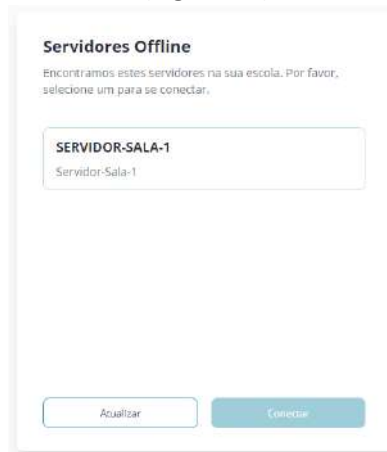 Servidores Offline
Encontramos estes servidores na sua escola. Por favor,
selecione um para se conectar.
SERVIDOR-SALA-1
Servidor-Sala-1
Atualizar
Conectar